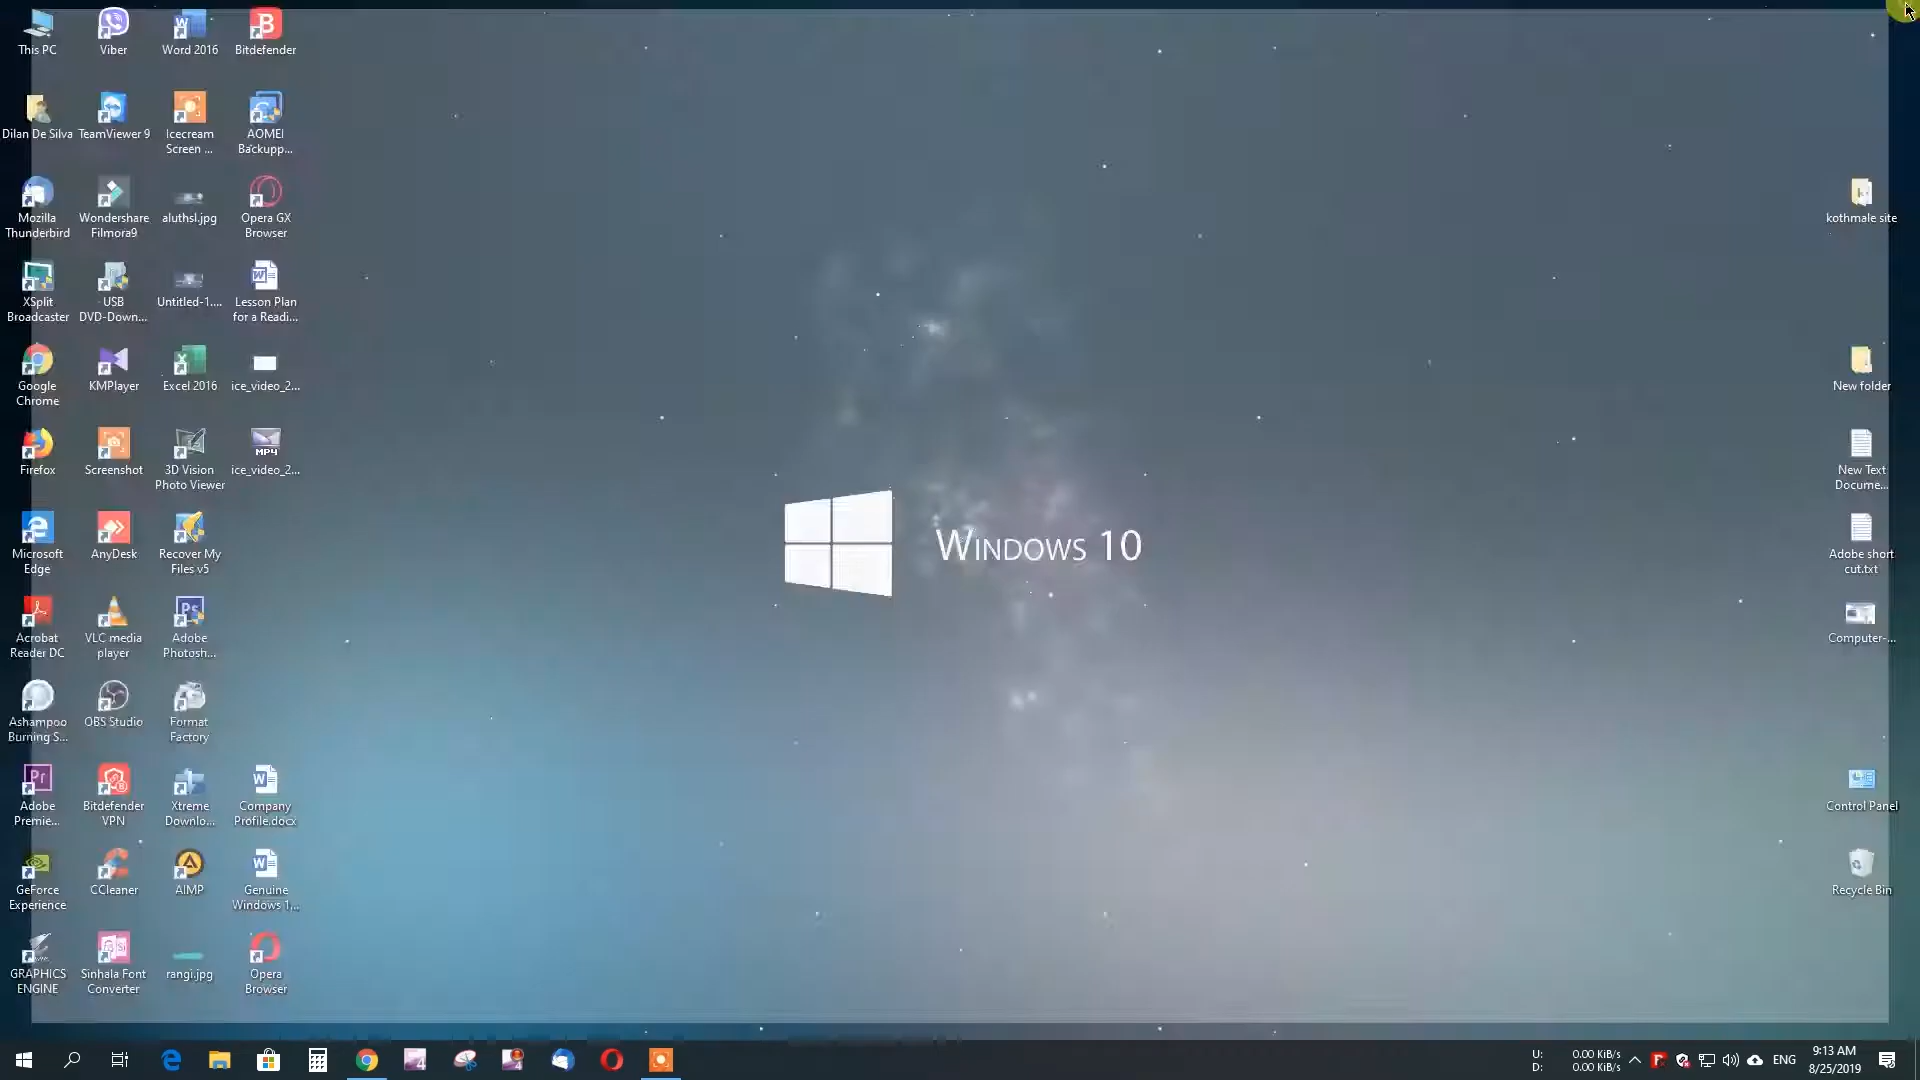 This PC
Viber
Word 2016
Bitdefender
Dilan De Silva
TeamViewer 9
Icecream
Screen ...
AOMEI
Backupp...
Mozilla
Thunderbird
Wondershare
Filmora9
aluthsl.jpg
Opera GX
Browser
kothmale site
XSplit
Broadcaster
USB
DVD-Down...
Untitled-1....
Lesson Plan
for a Readi...
Google
Chrome
KMPlayer
Excel 2016
ice_video_2...
New folder
Firefox
Screenshot
3D Vision
Photo Viewer
MP4
ice_video_2...
New Text
Docume...
Microsoft
Edge
AnyDesk
Recover My
Files v5
WINDOWS 10
Adobe short
cut.txt
Acrobat
Reader DC
VLC media
player
Adobe
Photosh...
Computer-...
Ashampoo
Burning S...
OBS Studio
Format
Factory
Adobe
Premie...
Bitdefender
VPN
Xtreme
Downlo...
Company
Profile.docx
Control Panel
GeForce
Experience
CCleaner
AIMP
Genuine
Windows 1...
Recycle Bin
GRAPHICS
ENGINE
Sinhala Font
Converter
rangi.jpg
Opera
Browser
U: 0.00 KiB/s
D: 0.00 KiB/s
ENG
9:13 AM
8/25/2019